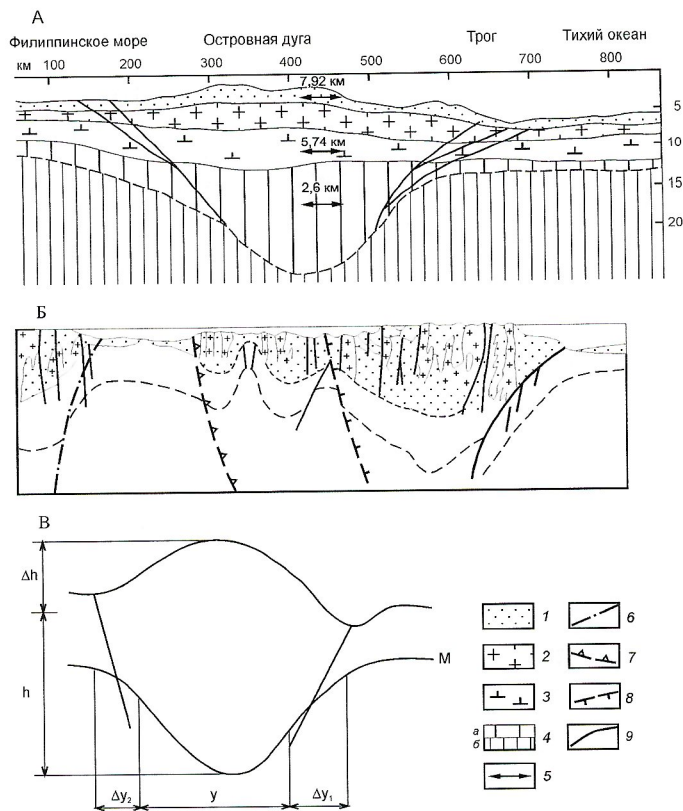 А
Филиппинское море Островная дуга Трог Тихий океан
км 100 200 300 400 500 600 700 800
7,92 км
5
5,74 км
10
2,6 км
15
20
Б
В
Δh
h
M
Δy₂ y Δy₁
1 6
2 7
3 8
а
б 4 9
5